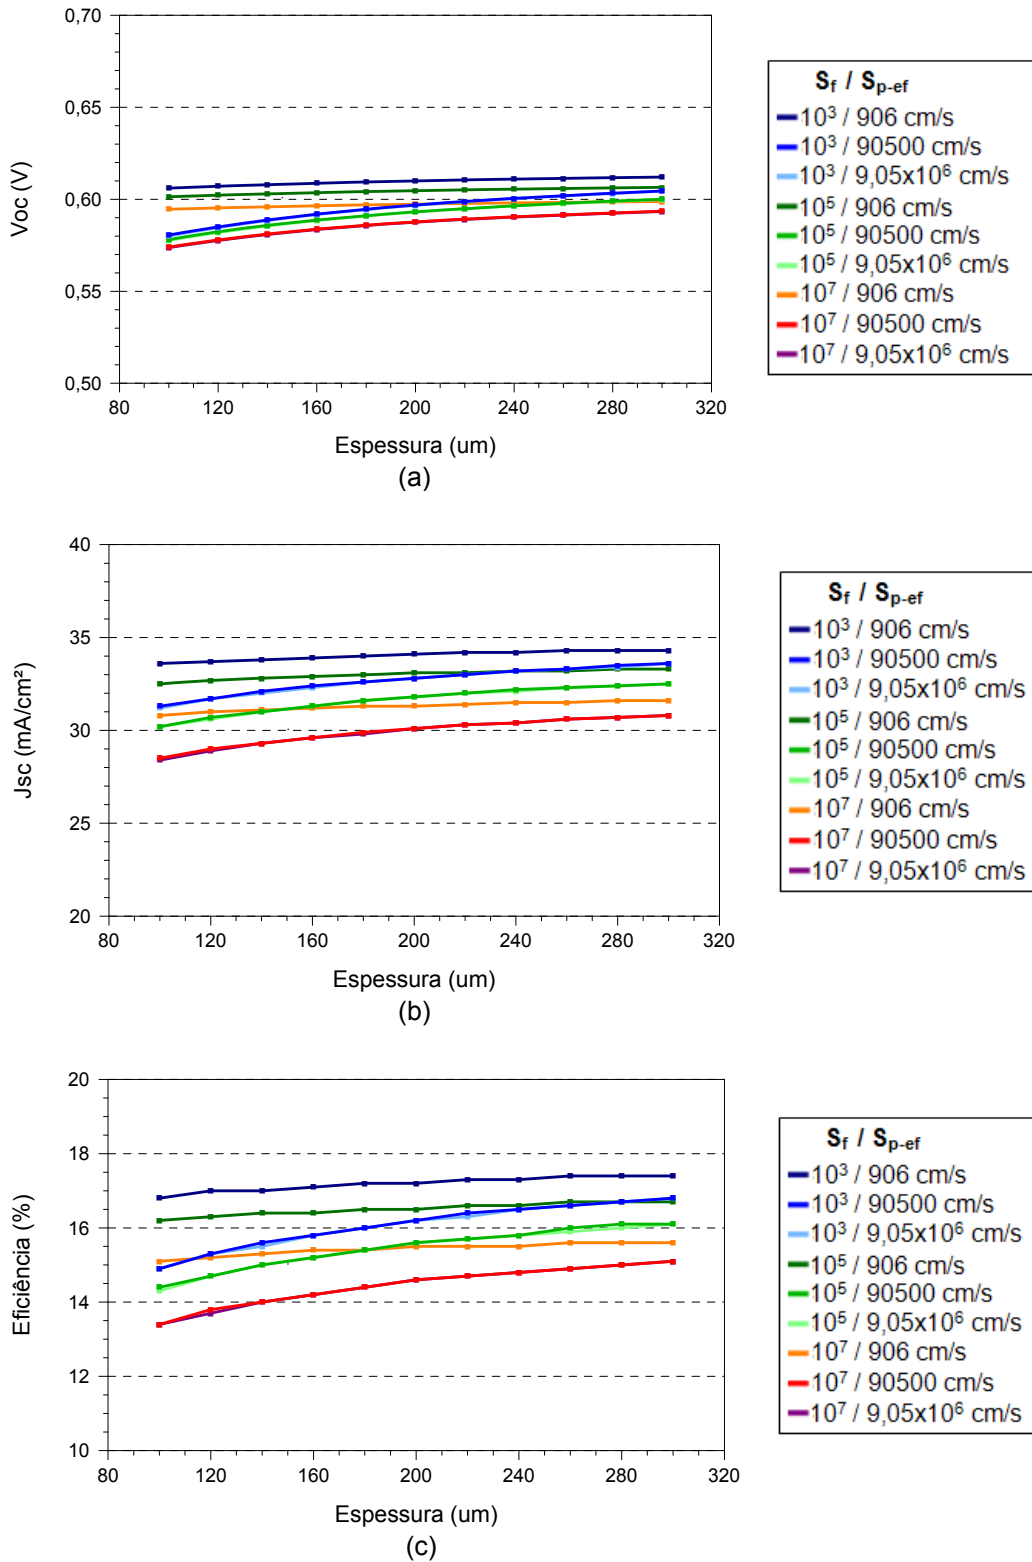 0,70
0,65
0,60
0,55
0,50
Voc (V)
80 120 160 200 240 280 320
Espessura (um)
(a)
Sf / Sp-ef
10³ / 906 cm/s
10³ / 90500 cm/s
10³ / 9,05x10⁶ cm/s
10⁵ / 906 cm/s
10⁵ / 90500 cm/s
10⁵ / 9,05x10⁶ cm/s
10⁷ / 906 cm/s
10⁷ / 90500 cm/s
10⁷ / 9,05x10⁶ cm/s
40
35
30
25
20
Jsc (mA/cm²)
80 120 160 200 240 280 320
Espessura (um)
(b)
Sf / Sp-ef
10³ / 906 cm/s
10³ / 90500 cm/s
10³ / 9,05x10⁶ cm/s
10⁵ / 906 cm/s
10⁵ / 90500 cm/s
10⁵ / 9,05x10⁶ cm/s
10⁷ / 906 cm/s
10⁷ / 90500 cm/s
10⁷ / 9,05x10⁶ cm/s
20
18
16
14
12
10
Eficiência (%)
80 120 160 200 240 280 320
Espessura (um)
(c)
Sf / Sp-ef
10³ / 906 cm/s
10³ / 90500 cm/s
10³ / 9,05x10⁶ cm/s
10⁵ / 906 cm/s
10⁵ / 90500 cm/s
10⁵ / 9,05x10⁶ cm/s
10⁷ / 906 cm/s
10⁷ / 90500 cm/s
10⁷ / 9,05x10⁶ cm/s